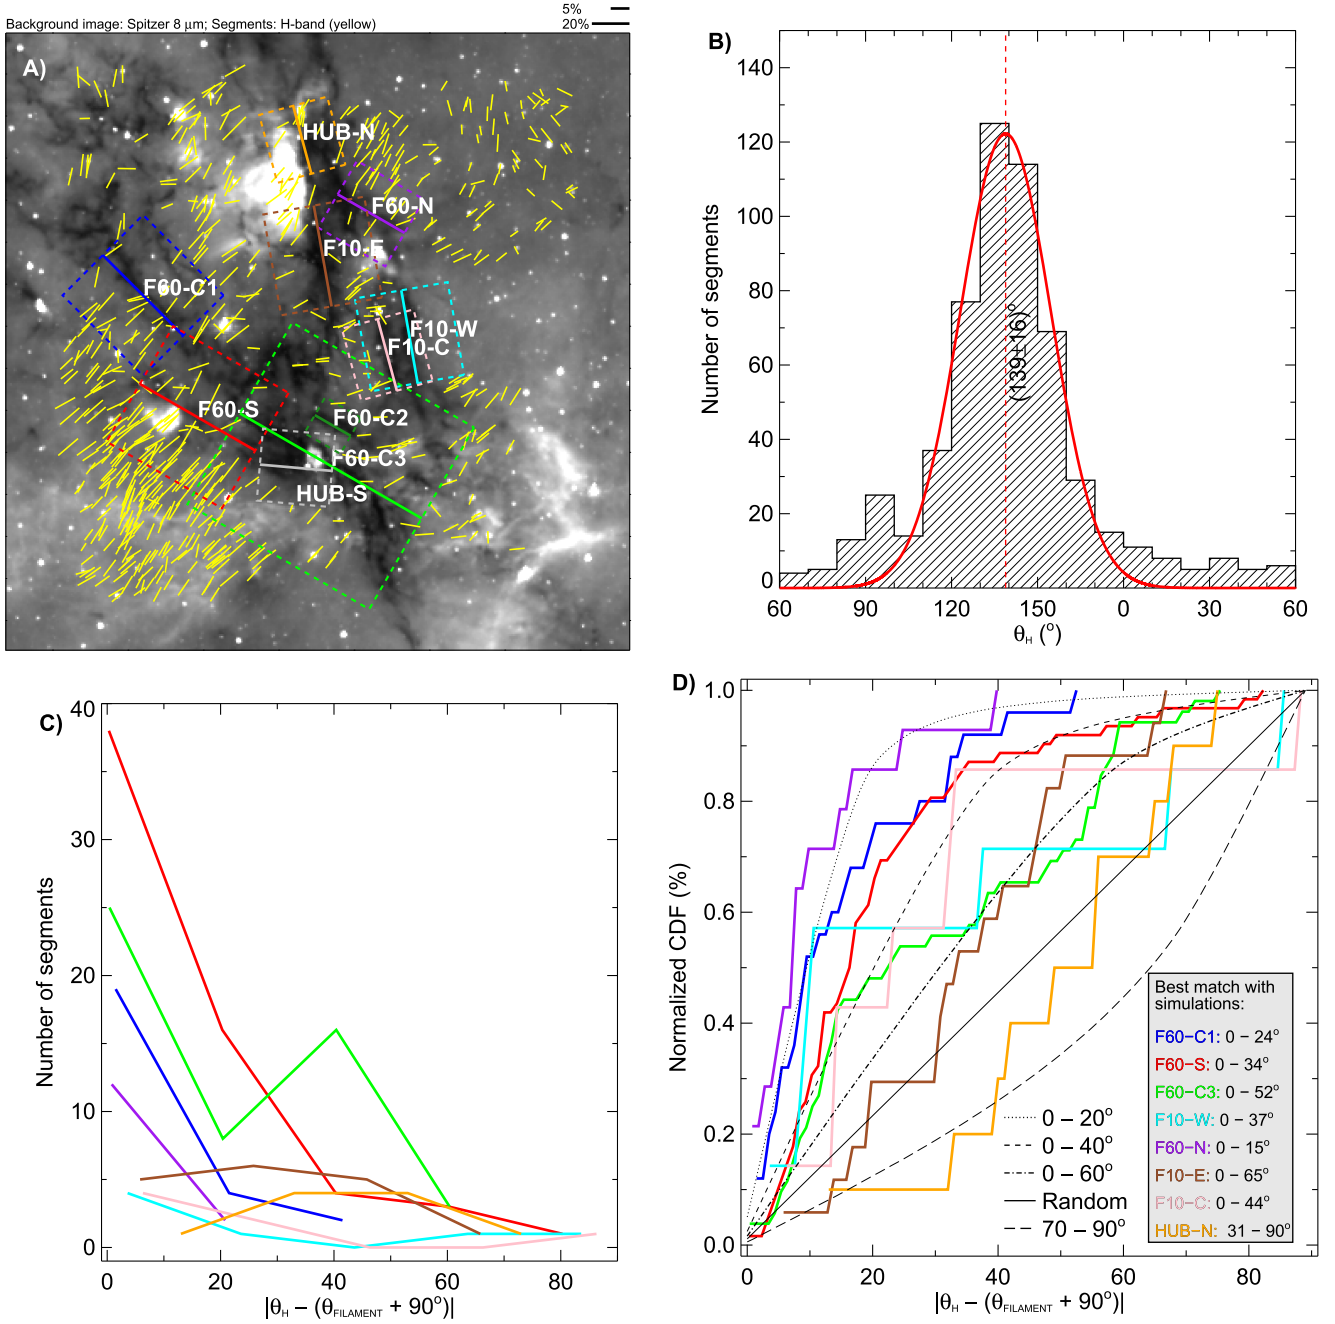 5%
Background image: Spitzer 8 μm; Segments: H-band (yellow) 20%
A)
HUB-N
F60-N
F10-E
F60-C1
F10-W
F10-C
F60-S
F60-C2
F60-C3
HUB-S
B)
Number of segments
140
120
100
80
60
40
20
0
(139±16)°
60 90 120 150 0 30 60
θH (°)
C)
Number of segments
40
30
20
10
0
0 20 40 60 80
|θH − (θFILAMENT + 90°)|
D)
Normalized CDF (%)
1.0
0.8
0.6
0.4
0.2
0.0
0 20 40 60 80
|θH − (θFILAMENT + 90°)|
0 − 20°
0 − 40°
0 − 60°
Random
70 − 90°
Best match with
simulations:
F60−C1: 0 − 24°
F60−S: 0 − 34°
F60−C3: 0 − 52°
F10−W: 0 − 37°
F60−N: 0 − 15°
F10−E: 0 − 65°
F10−C: 0 − 44°
HUB−N: 31 − 90°